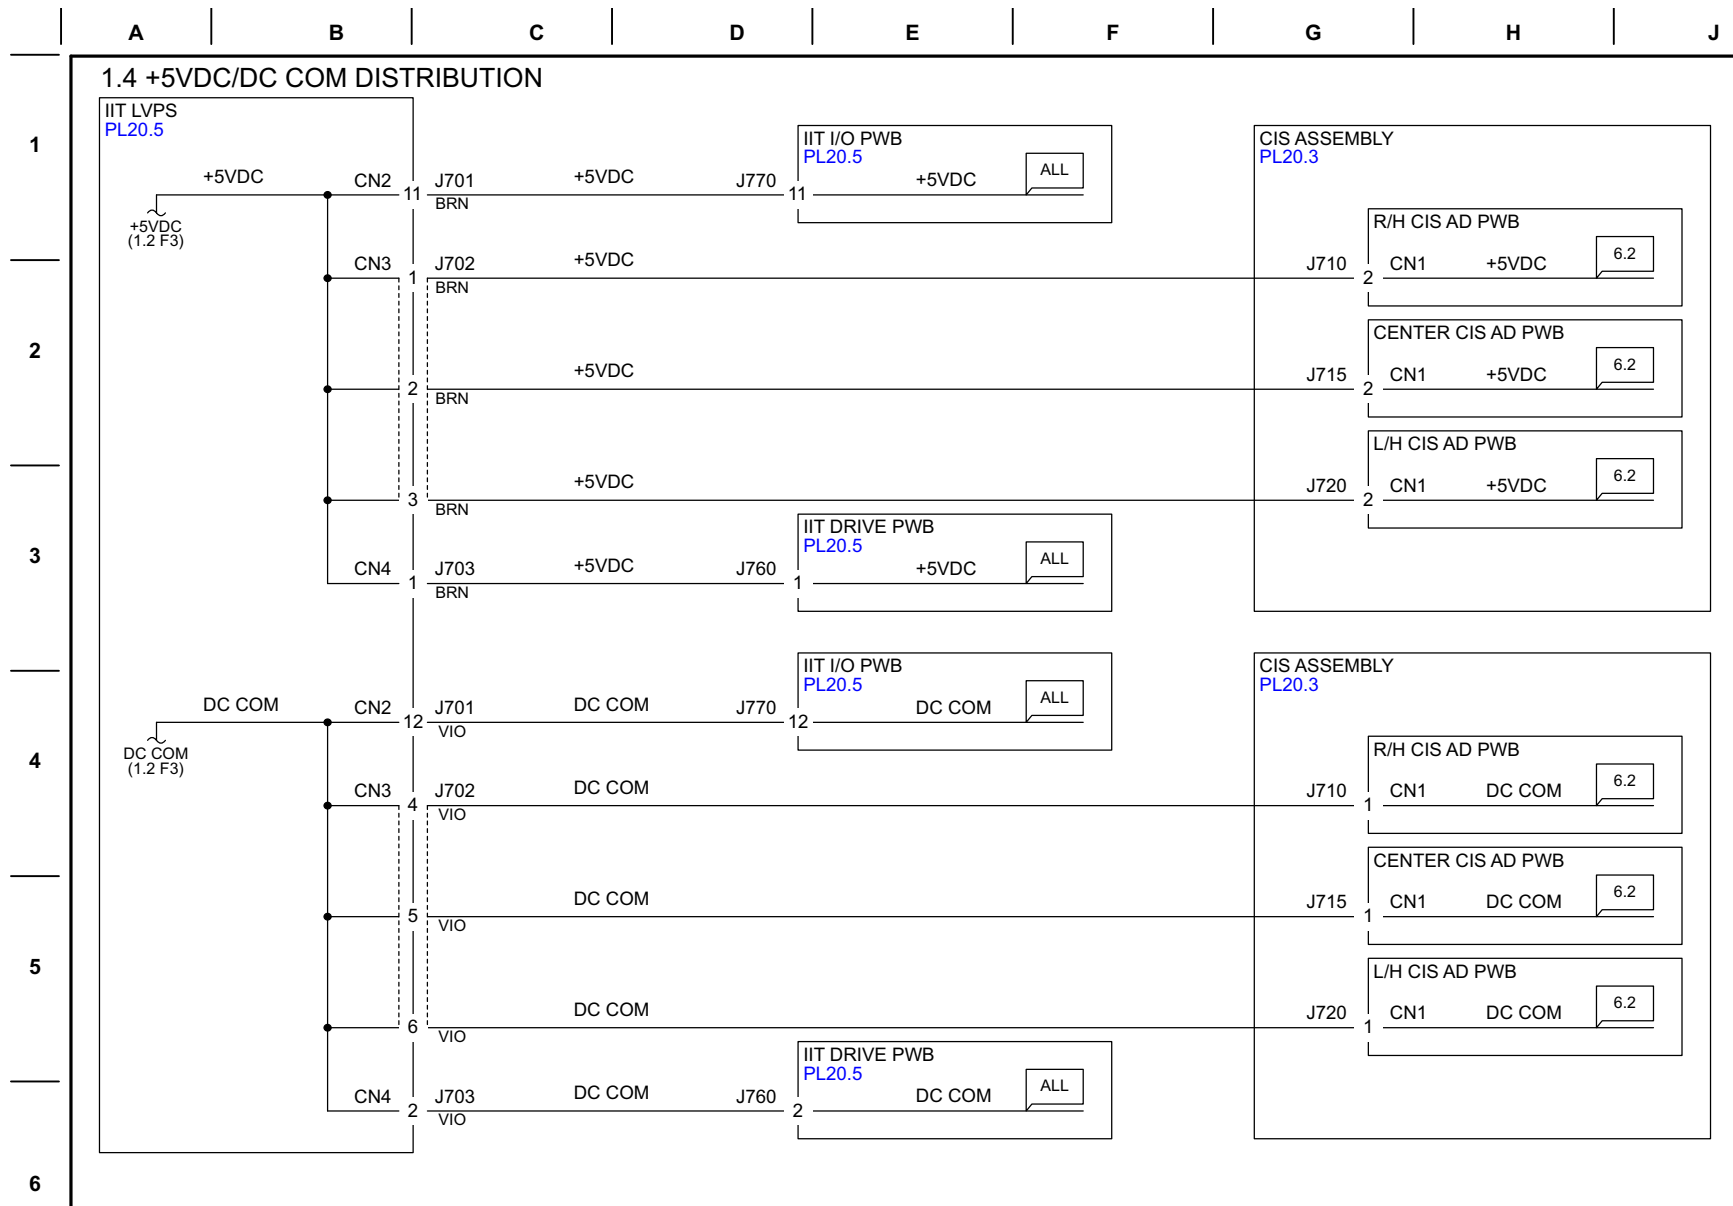 A B C D E F G H J
1.4 +5VDC/DC COM DISTRIBUTION
1
IIT LVPS
PL20.5
+5VDC
+5VDC
(1.2 F3)
CN2 11 J701
BRN
+5VDC
J770 11
IIT I/O PWB
PL20.5
+5VDC
ALL
CIS ASSEMBLY
PL20.3
CN3 1 J702
BRN
+5VDC
J710 2 CN1
R/H CIS AD PWB
+5VDC
6.2
2
2
BRN
+5VDC
J715 2 CN1
CENTER CIS AD PWB
+5VDC
6.2
3
BRN
+5VDC
J720 2 CN1
L/H CIS AD PWB
+5VDC
6.2
3
CN4 1 J703
BRN
+5VDC
J760 1
IIT DRIVE PWB
PL20.5
+5VDC
ALL
4
DC COM
DC COM
(1.2 F3)
CN2 12 J701
VIO
DC COM
J770 12
IIT I/O PWB
PL20.5
DC COM
ALL
CIS ASSEMBLY
PL20.3
CN3 4 J702
VIO
DC COM
J710 1 CN1
R/H CIS AD PWB
DC COM
6.2
5
VIO
DC COM
J715 1 CN1
CENTER CIS AD PWB
DC COM
6.2
5
6
VIO
DC COM
J720 1 CN1
L/H CIS AD PWB
DC COM
6.2
CN4 2 J703
VIO
DC COM
J760 2
IIT DRIVE PWB
PL20.5
DC COM
ALL
6